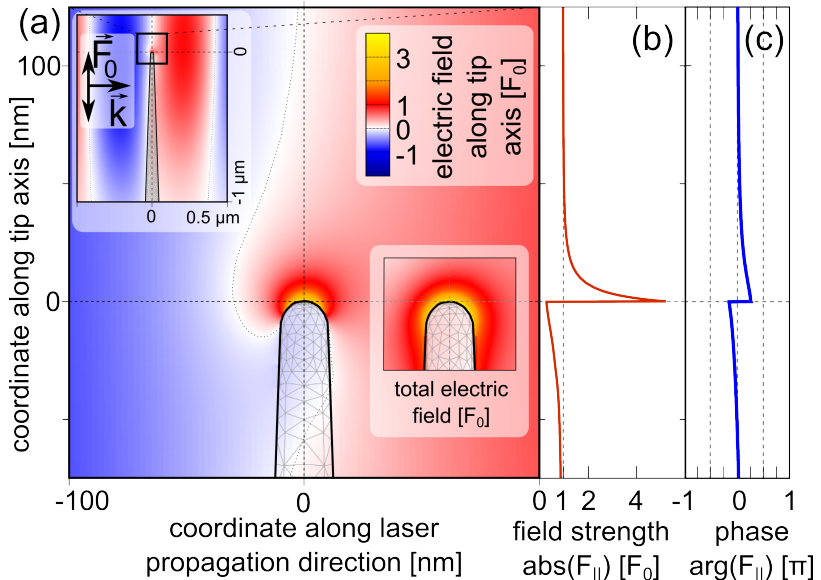 (a)
F⃗₀
k⃗
0
-1 μm
0
0.5 μm
3
1
0
-1
electric field
along tip
axis [F₀]
100
0
coordinate along tip axis [nm]
total electric
field [F₀]
-100
0
coordinate along laser
propagation direction [nm]
(b)
0
1
2
4
field strength
abs(F||) [F₀]
(c)
-1
0
1
phase
arg(F||) [π]